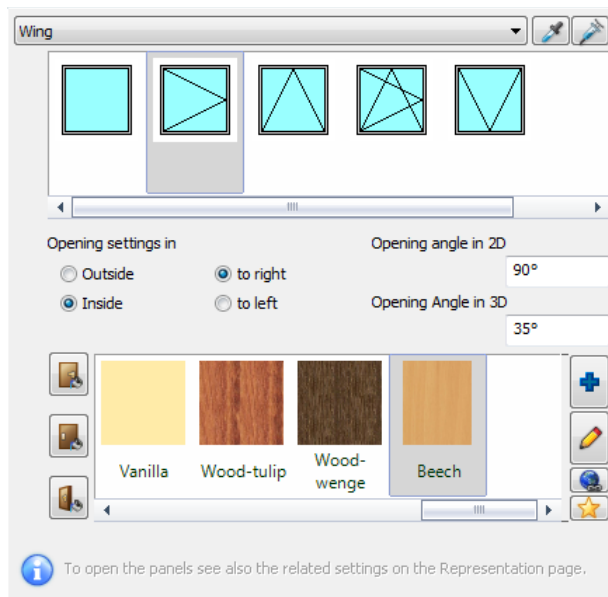 Wing
Opening settings in
Opening angle in 2D
Outside
to right
90°
Inside
to left
Opening Angle in 3D
35°
Vanilla
Wood-tulip
Wood-
wenge
Beech
To open the panels see also the related settings on the Representation page.